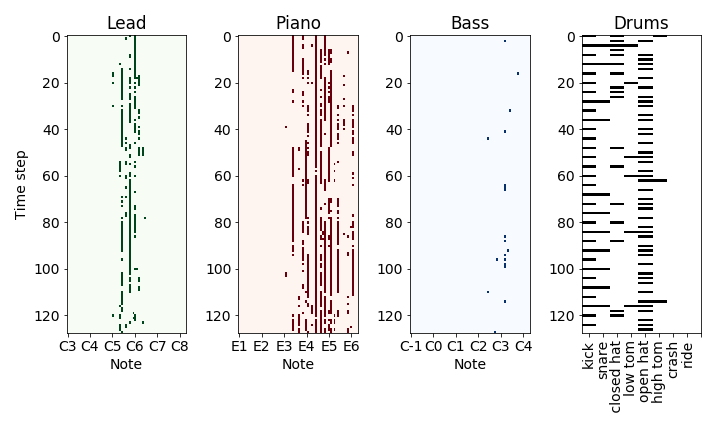 Lead
Piano
Bass
Drums
Time step
0
20
40
60
80
100
120
C3 C4 C5 C6 C7 C8
Note
0
20
40
60
80
100
120
E1 E2 E3 E4 E5 E6
Note
0
20
40
60
80
100
120
C-1 C0 C1 C2 C3 C4
Note
0
20
40
60
80
100
120
kick
snare
closed hat
low tom
open hat
high tom
crash
ride